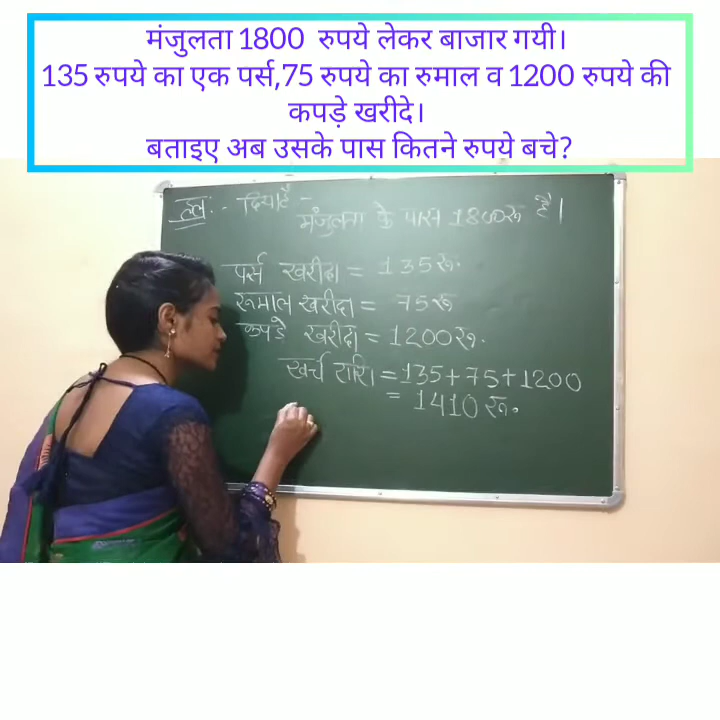 मंजुलता 1800 रुपये लेकर बाजार गयी।
135 रुपये का एक पर्स,75 रुपये का रुमाल व 1200 रुपये की
कपड़े खरीदे।
बताइए अब उसके पास कितने रुपये बचे?
हल:- दिया है -
मंजुलता के पास 1800रू है।
पर्स खरीदा = 135रू.
रूमाल खरीदा = 75रू
कपड़े खरीदा = 1200रू.
खर्च राशि = 135+75+1200
= 1410 रू.